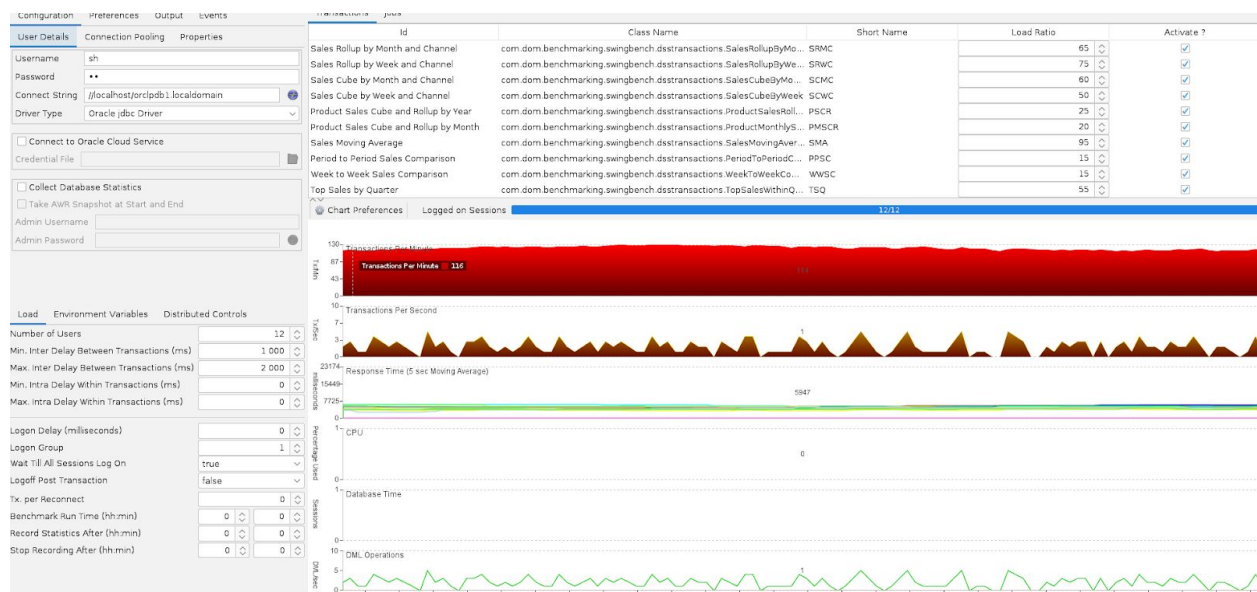 Configuration Preferences Output Events
User Details Connection Pooling Properties
Username sh
Password ••
Connect String //localhost/orclpdb1.localdomain
Driver Type Oracle jdbc Driver
Connect to Oracle Cloud Service
Credential File
Collect Database Statistics
Take AWR Snapshot at Start and End
Admin Username
Admin Password
Load Environment Variables Distributed Controls
Number of Users 12
Min. Inter Delay Between Transactions (ms) 1 000
Max. Inter Delay Between Transactions (ms) 2 000
Min. Intra Delay Within Transactions (ms) 0
Max. Intra Delay Within Transactions (ms) 0
Logon Delay (milliseconds) 0
Logon Group 1
Wait Till All Sessions Log On true
Logoff Post Transaction false
Tx. per Reconnect 0
Benchmark Run Time (hh:min) 0 0
Record Statistics After (hh:min) 0 0
Stop Recording After (hh:min) 0 0
Transactions Jobs
Id Class Name Short Name Load Ratio Activate ?
Sales Rollup by Month and Channel com.dom.benchmarking.swingbench.dsstransactions.SalesRollupByMo... SRMC 65
Sales Rollup by Week and Channel com.dom.benchmarking.swingbench.dsstransactions.SalesRollupByWe... SRWC 75
Sales Cube by Month and Channel com.dom.benchmarking.swingbench.dsstransactions.SalesCubeByMo... SCMC 60
Sales Cube by Week and Channel com.dom.benchmarking.swingbench.dsstransactions.SalesCubeByWeek SCWC 50
Product Sales Cube and Rollup by Year com.dom.benchmarking.swingbench.dsstransactions.ProductSalesRoll... PSCR 25
Product Sales Cube and Rollup by Month com.dom.benchmarking.swingbench.dsstransactions.ProductMonthlyS... PMSCR 20
Sales Moving Average com.dom.benchmarking.swingbench.dsstransactions.SalesMovingAver... SMA 95
Period to Period Sales Comparison com.dom.benchmarking.swingbench.dsstransactions.PeriodToPeriodC... PPSC 15
Week to Week Sales Comparison com.dom.benchmarking.swingbench.dsstransactions.WeekToWeekCo... WWSC 15
Top Sales by Quarter com.dom.benchmarking.swingbench.dsstransactions.TopSalesWithinQ... TSQ 55
Chart Preferences Logged on Sessions 12/12
Transactions Per Minute
130
87
43
0
Tx/Min
Transactions Per Minute 116
Transactions Per Second
10
7
3
0
Tx/Sec
1
Response Time (5 sec Moving Average)
23174
15449
7725
0
milliseconds
5947
CPU
1
0
Percentage Used
0
Database Time
1
0
Sessions
DML Operations
10
5
0
DML/sec
1